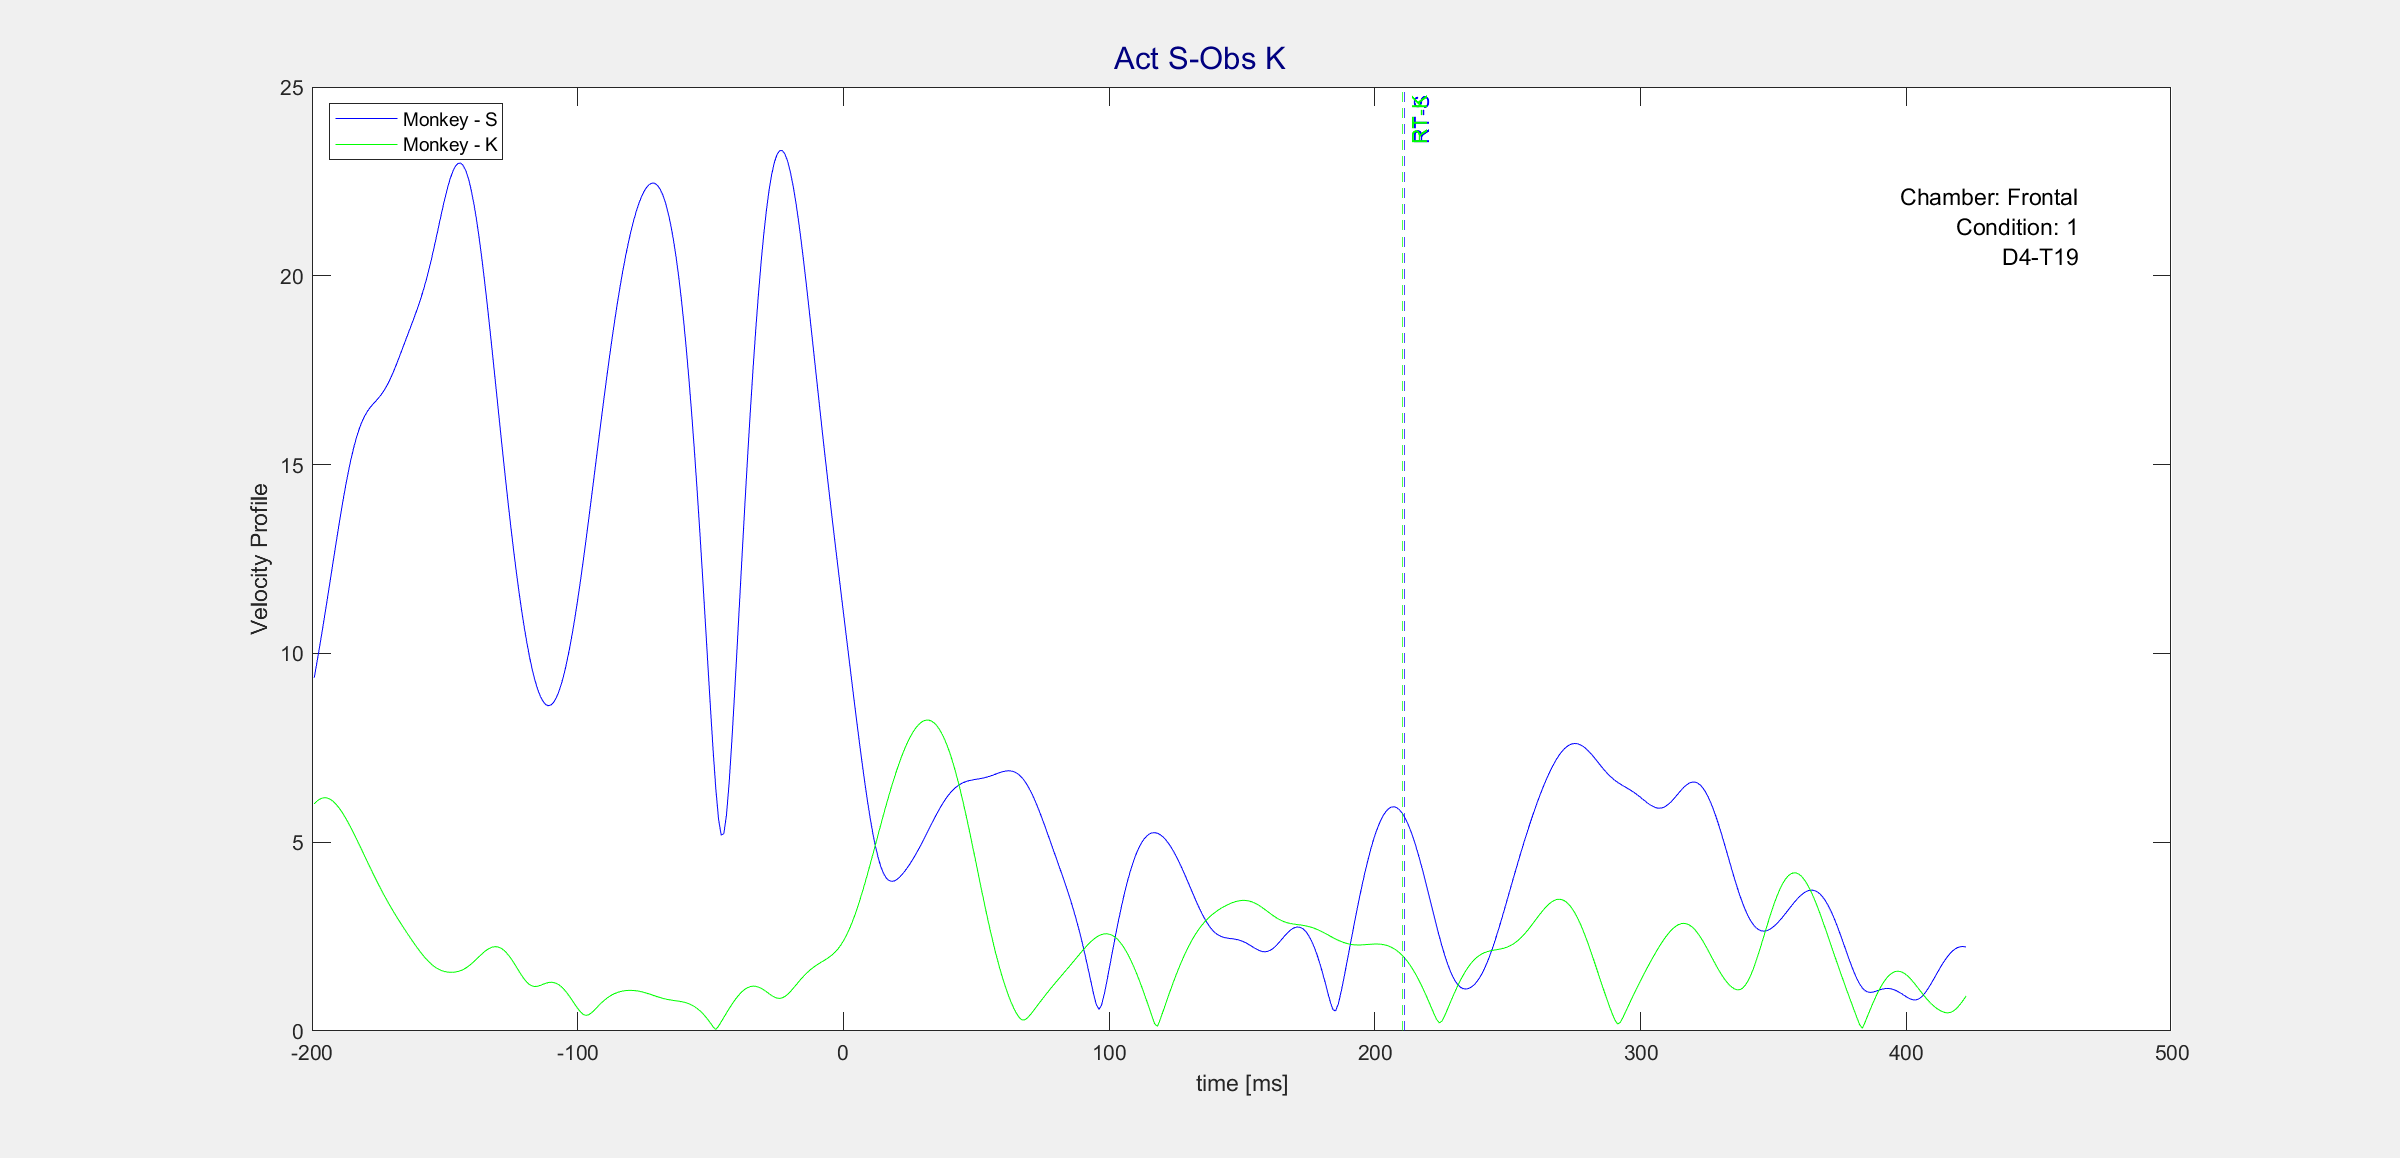 Act S-Obs K
Monkey - S
Monkey - K
RT-K
Chamber: Frontal
Condition: 1
D4-T19
25
20
15
10
5
0
Velocity Profile
-200
-100
0
100
200
300
400
500
time [ms]